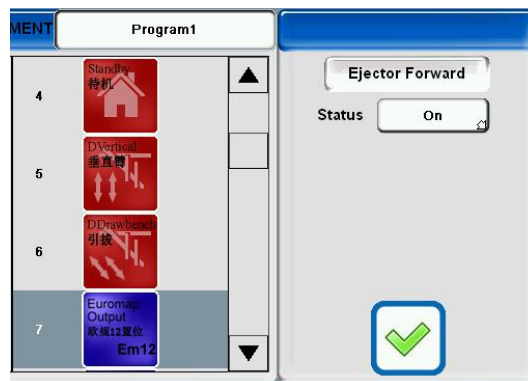 MENT
Program1
4
Standby
待机
5
DVertical
垂直臂
6
DDrawbench
引拔
7
Euromap
Output
欧规12置位
Em12
Ejector Forward
Status
On